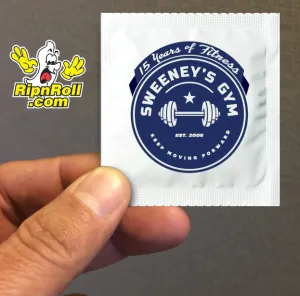 RipnRoll
.com
15 Years of Fitness
SWEENEY'S GYM
EST. 2006
KEEP MOVING FORWARD